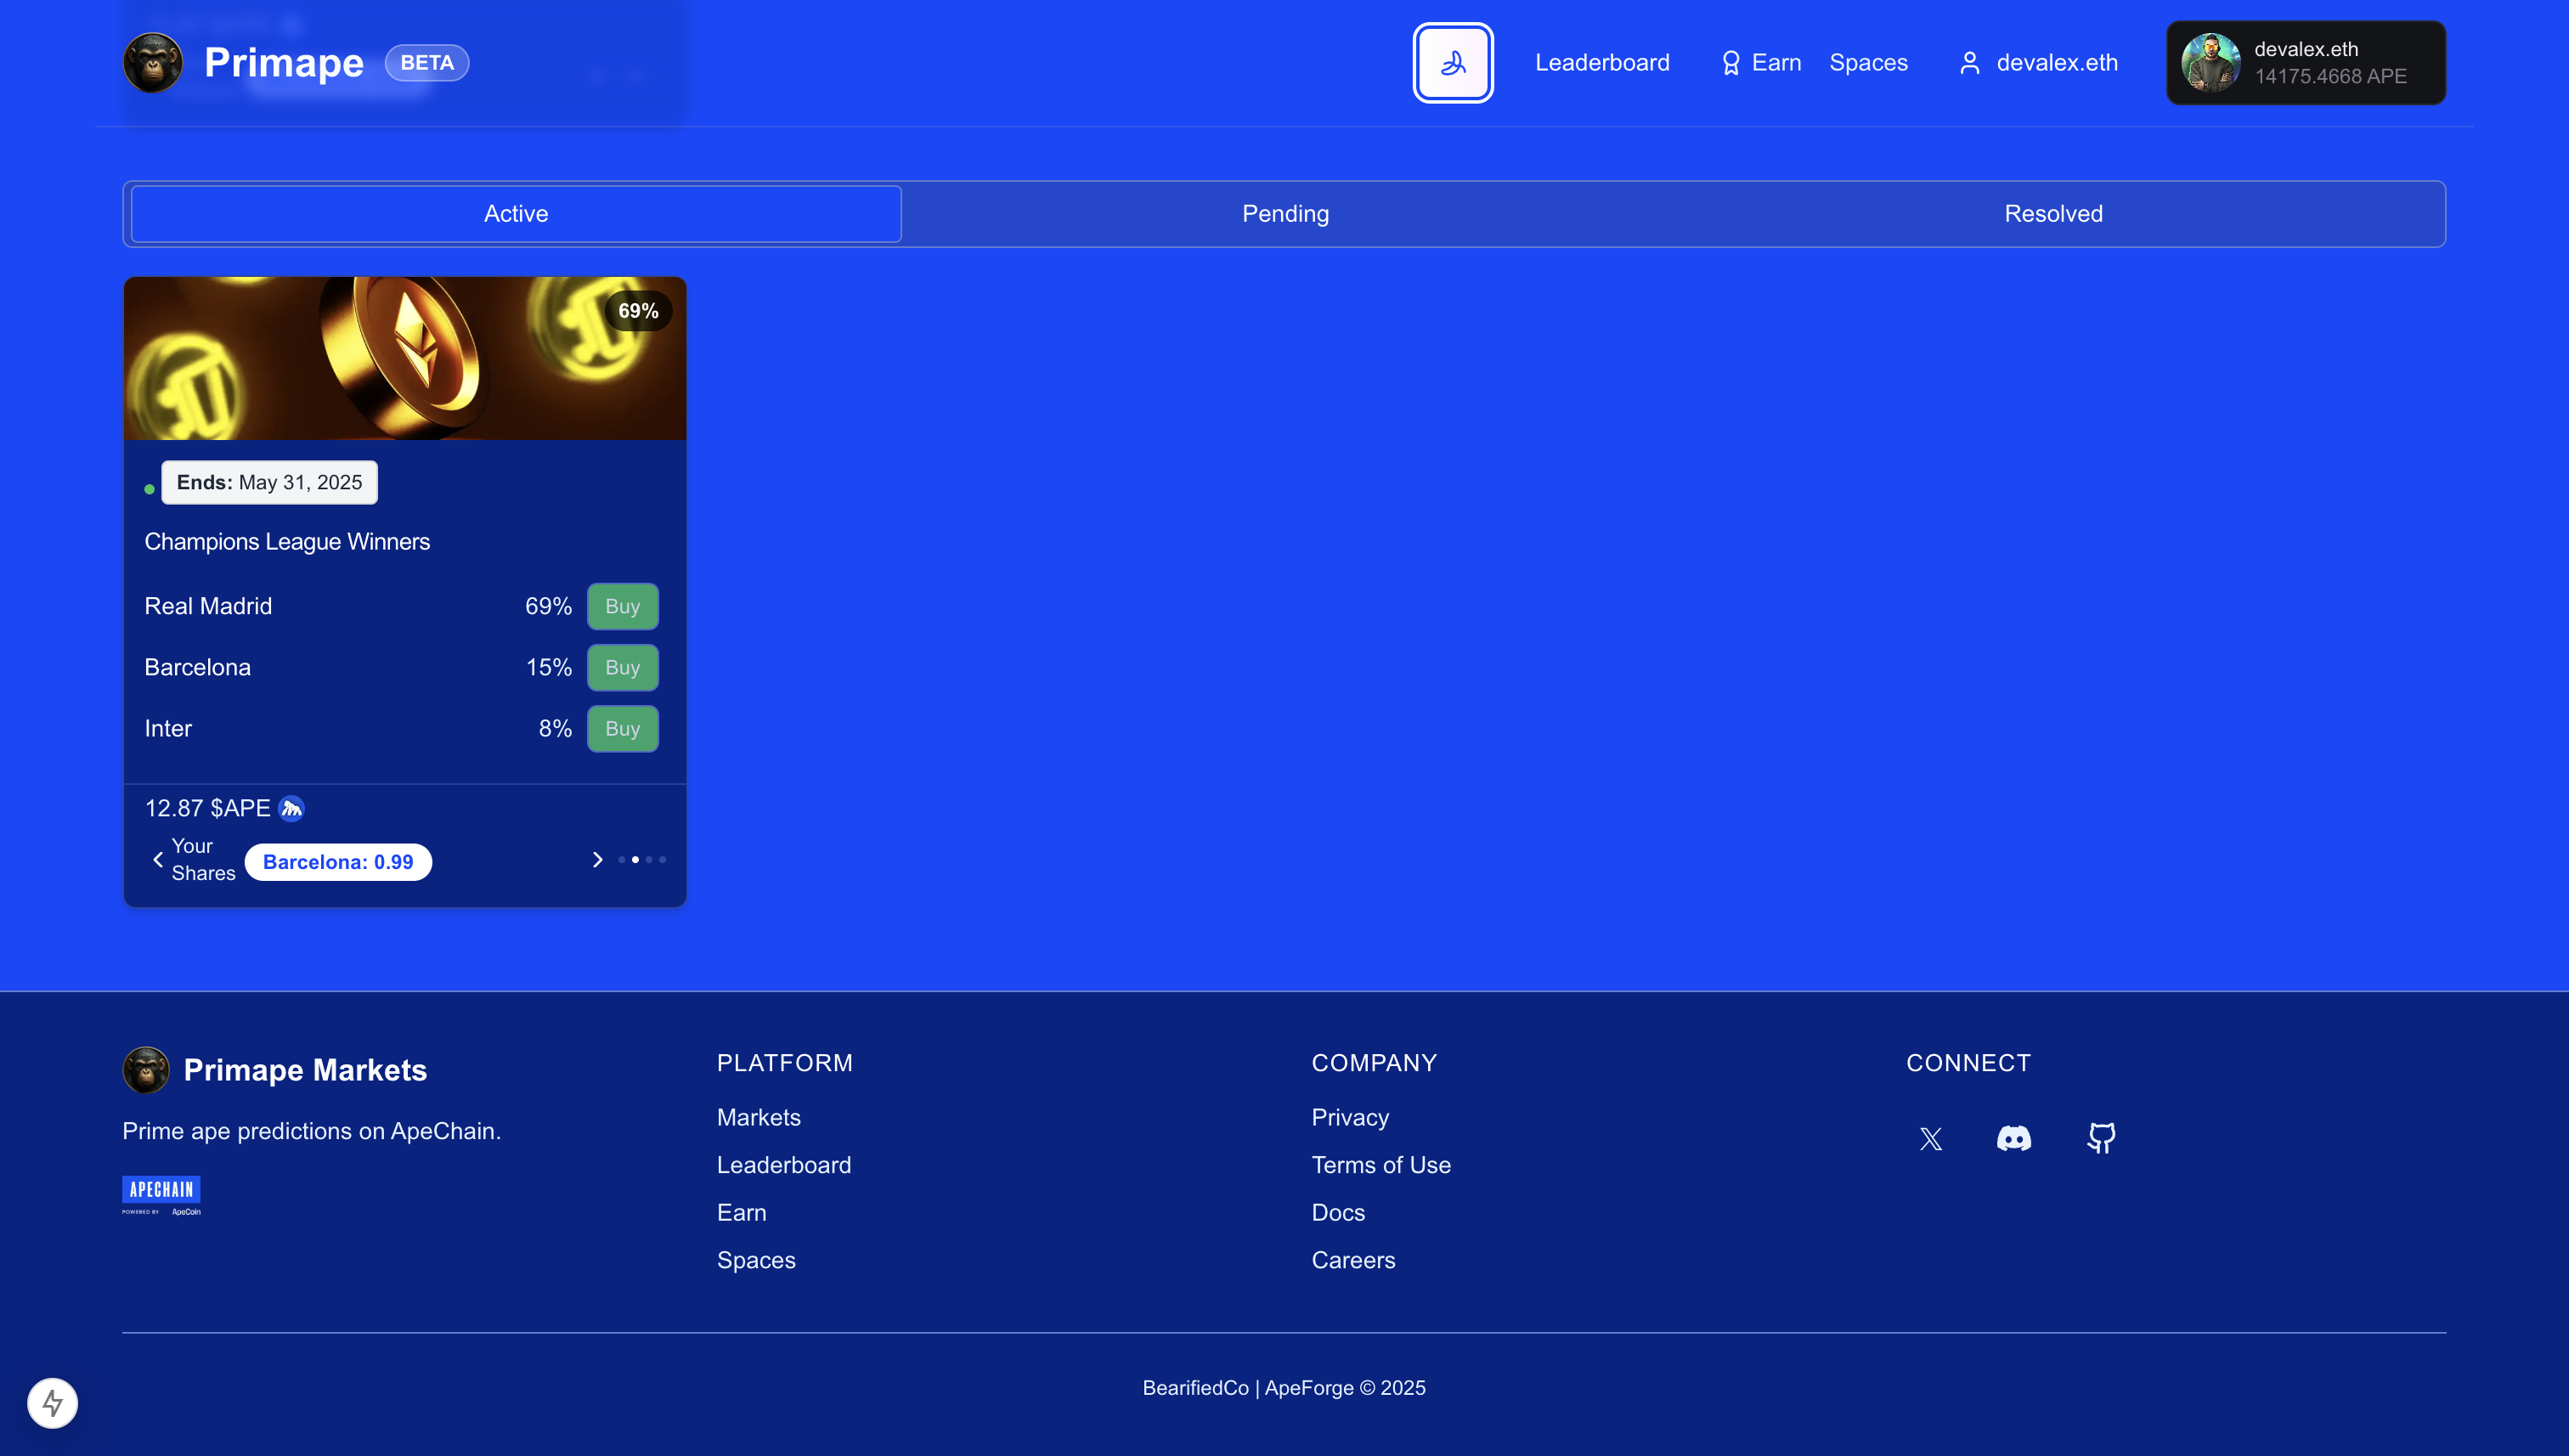 Primape
BETA
Leaderboard
Earn
Spaces
devalex.eth
devalex.eth
14175.4668 APE
Active
Pending
Resolved
69%
Ends: May 31, 2025
Champions League Winners
Real Madrid 69% Buy
Barcelona 15% Buy
Inter 8% Buy
12.87 $APE
Your
Shares
Barcelona: 0.99
Primape Markets
Prime ape predictions on ApeChain.
APECHAIN
POWERED BY ApeCoin
PLATFORM
Markets
Leaderboard
Earn
Spaces
COMPANY
Privacy
Terms of Use
Docs
Careers
CONNECT
BearifiedCo | ApeForge © 2025